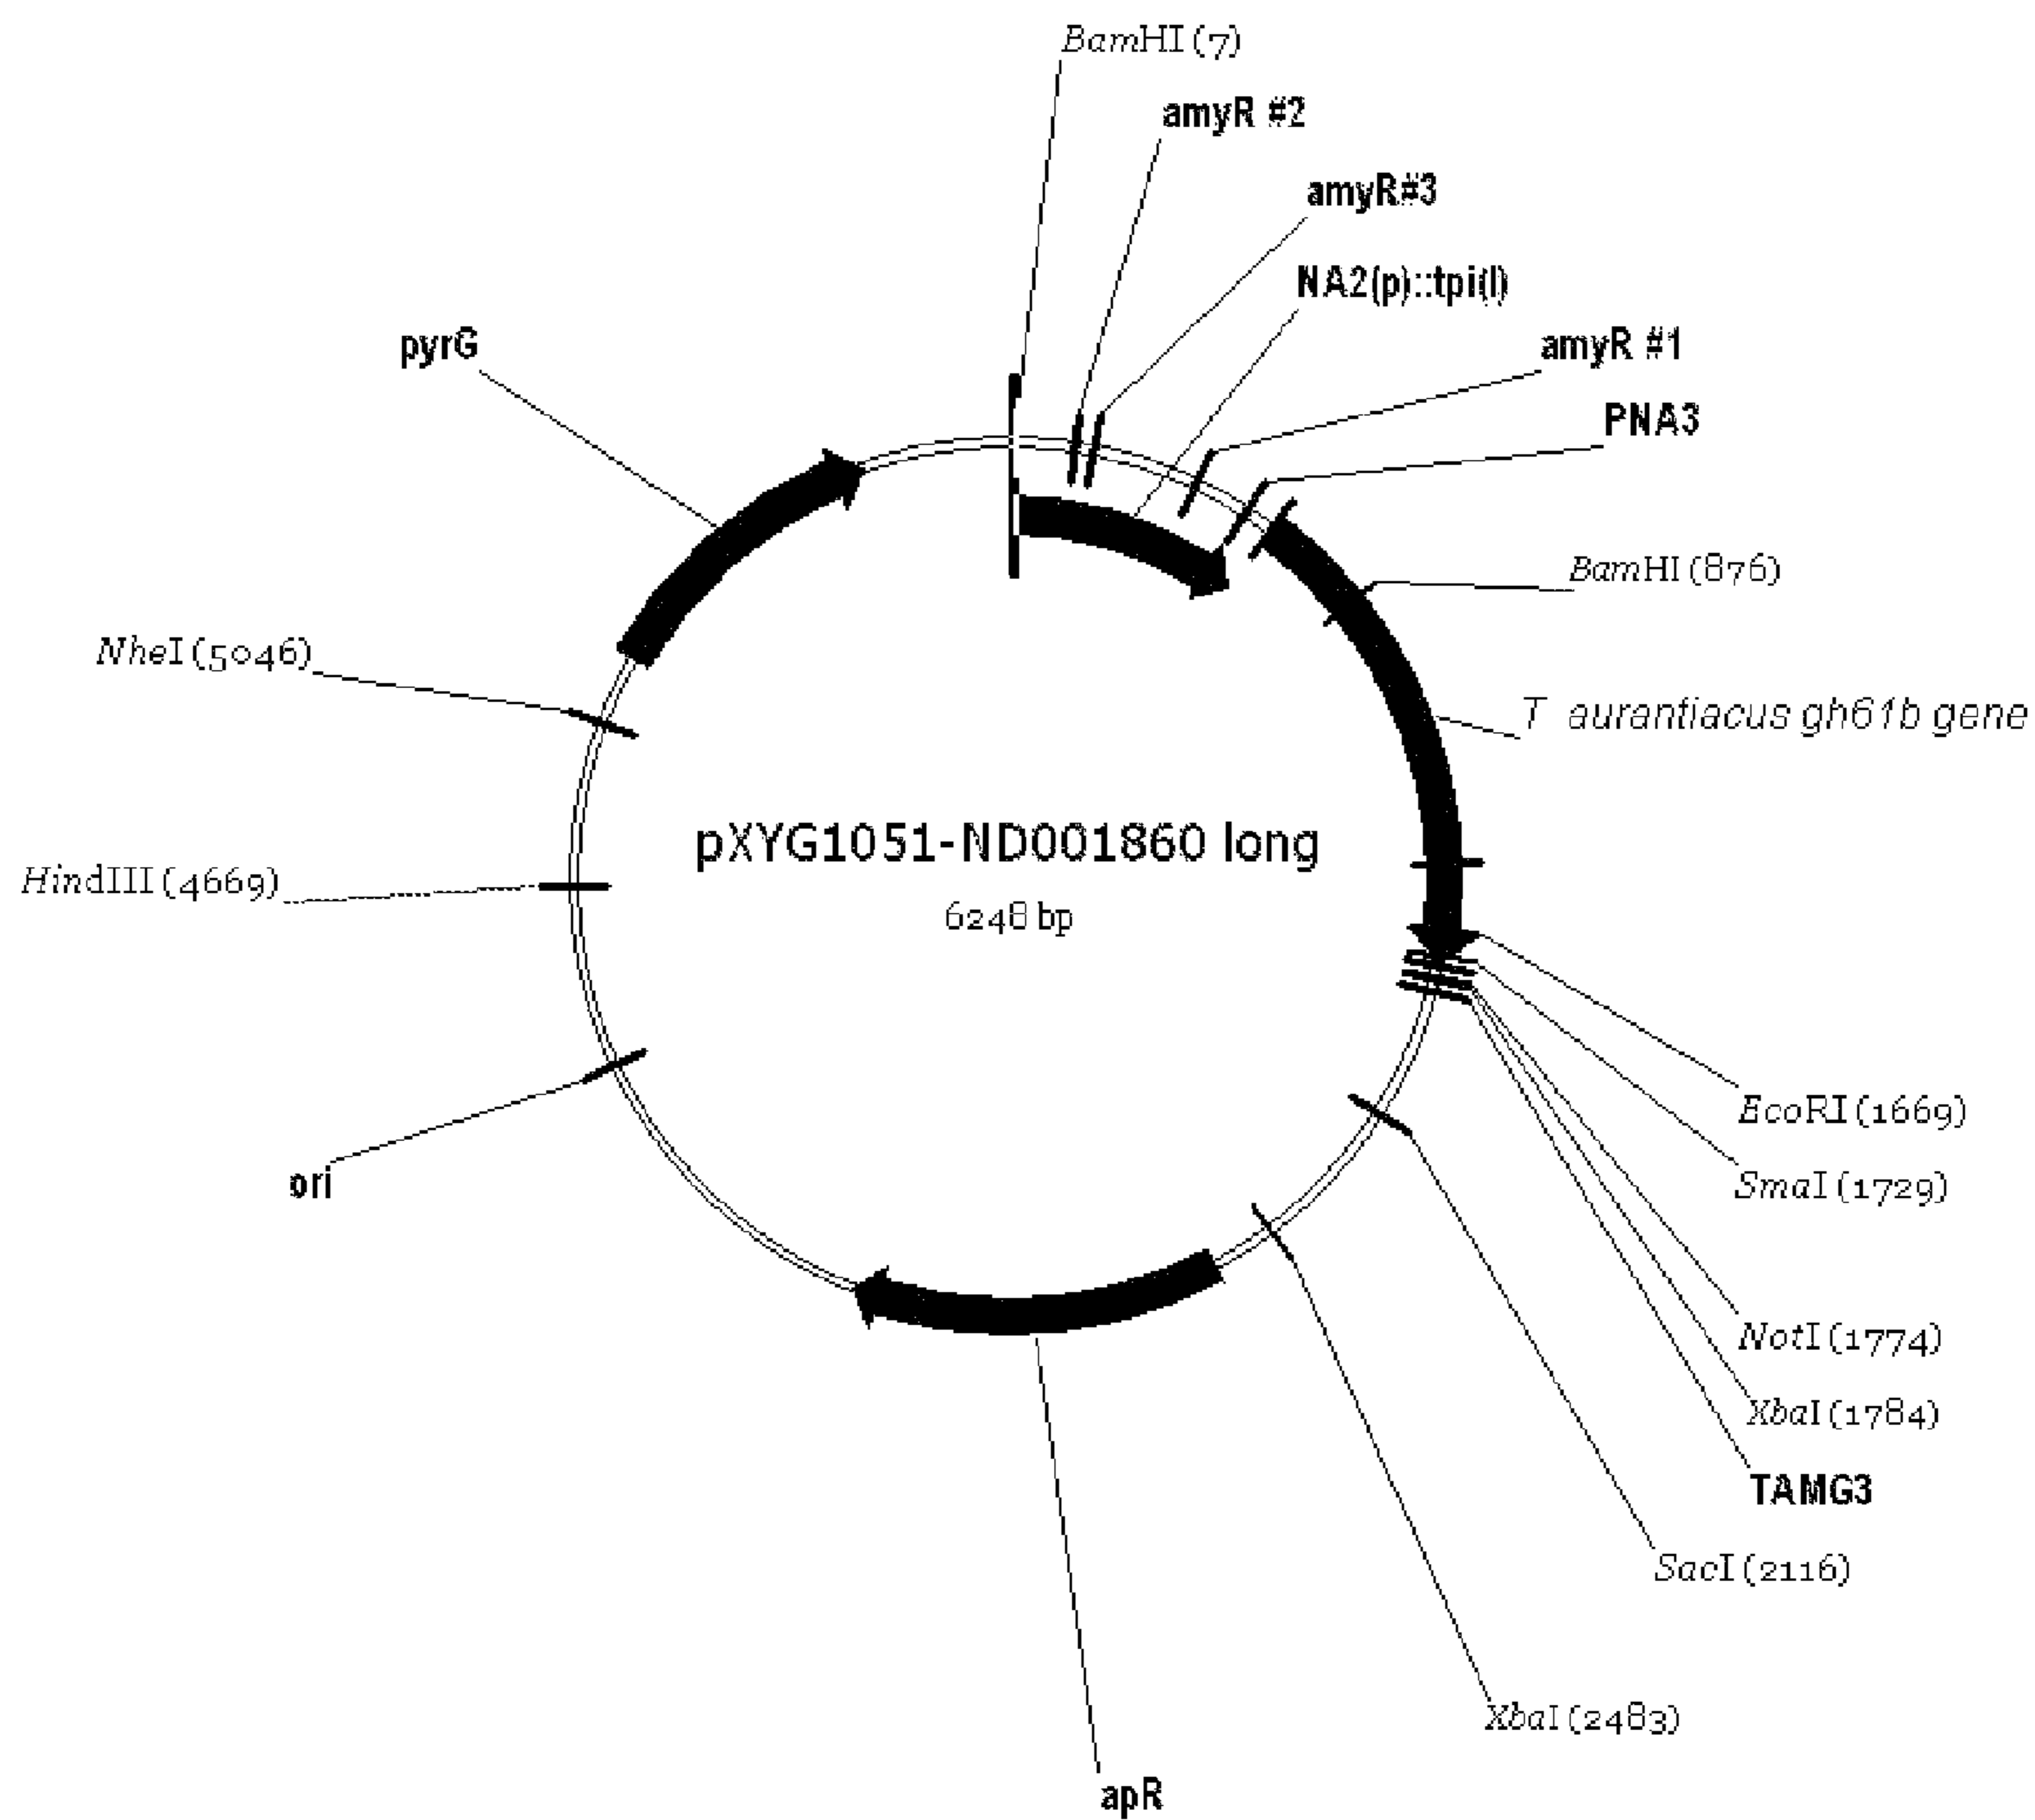 BamHI (7)
amyR #2
amyR#3
NA2(p)::tpi(l)
pyrG
amyR #1
PNA3
BamHI (876)
NheI (5046)
T aurantiacus gh61b gene
pXYG1051-ND001860 long
HindIII (4669)
6248 bp
EcoRI (1669)
ori
SmaI (1729)
NotI (1774)
XbaI (1784)
TAMG3
SacI (2116)
XbaI (2483)
apR